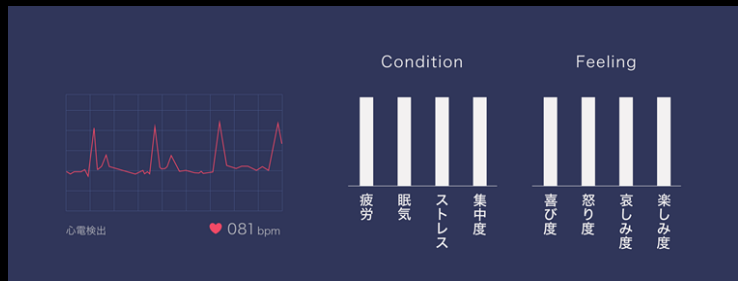 Condition
Feeling
疲労
眠気
ストレス
集中度
喜び度
怒り度
哀しみ度
楽しみ度
心電検出
081 bpm